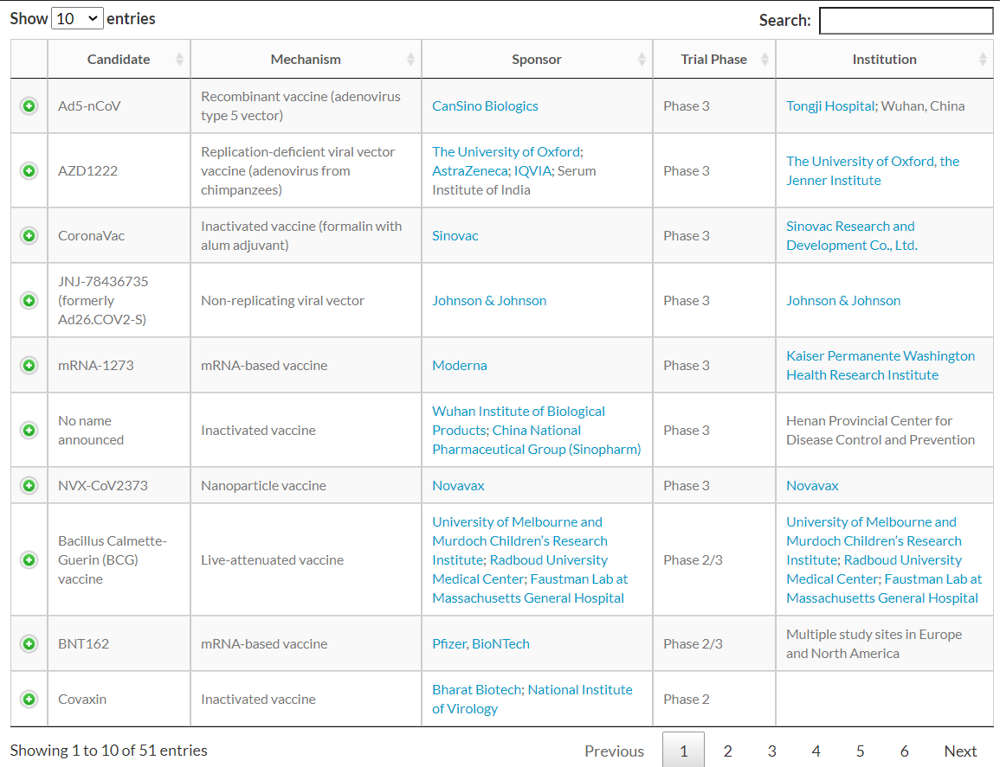 Show 10 entries
Search:
Candidate Mechanism Sponsor Trial Phase Institution
Ad5-nCoV
Recombinant vaccine (adenovirus
type 5 vector)
CanSino Biologics
Phase 3
Tongji Hospital; Wuhan, China
AZD1222
Replication-deficient viral vector
vaccine (adenovirus from
chimpanzees)
The University of Oxford;
AstraZeneca; IQVIA; Serum
Institute of India
Phase 3
The University of Oxford, the
Jenner Institute
CoronaVac
Inactivated vaccine (formalin with
alum adjuvant)
Sinovac
Phase 3
Sinovac Research and
Development Co., Ltd.
JNJ-78436735
(formerly
Ad26.COV2-S)
Non-replicating viral vector
Johnson & Johnson
Phase 3
Johnson & Johnson
mRNA-1273
mRNA-based vaccine
Moderna
Phase 3
Kaiser Permanente Washington
Health Research Institute
No name
announced
Inactivated vaccine
Wuhan Institute of Biological
Products; China National
Pharmaceutical Group (Sinopharm)
Phase 3
Henan Provincial Center for
Disease Control and Prevention
NVX-CoV2373
Nanoparticle vaccine
Novavax
Phase 3
Novavax
Bacillus Calmette-
Guerin (BCG)
vaccine
Live-attenuated vaccine
University of Melbourne and
Murdoch Children’s Research
Institute; Radboud University
Medical Center; Faustman Lab at
Massachusetts General Hospital
Phase 2/3
University of Melbourne and
Murdoch Children’s Research
Institute; Radboud University
Medical Center; Faustman Lab at
Massachusetts General Hospital
BNT162
mRNA-based vaccine
Pfizer, BioNTech
Phase 2/3
Multiple study sites in Europe
and North America
Covaxin
Inactivated vaccine
Bharat Biotech; National Institute
of Virology
Phase 2
Showing 1 to 10 of 51 entries
Previous 1 2 3 4 5 6 Next